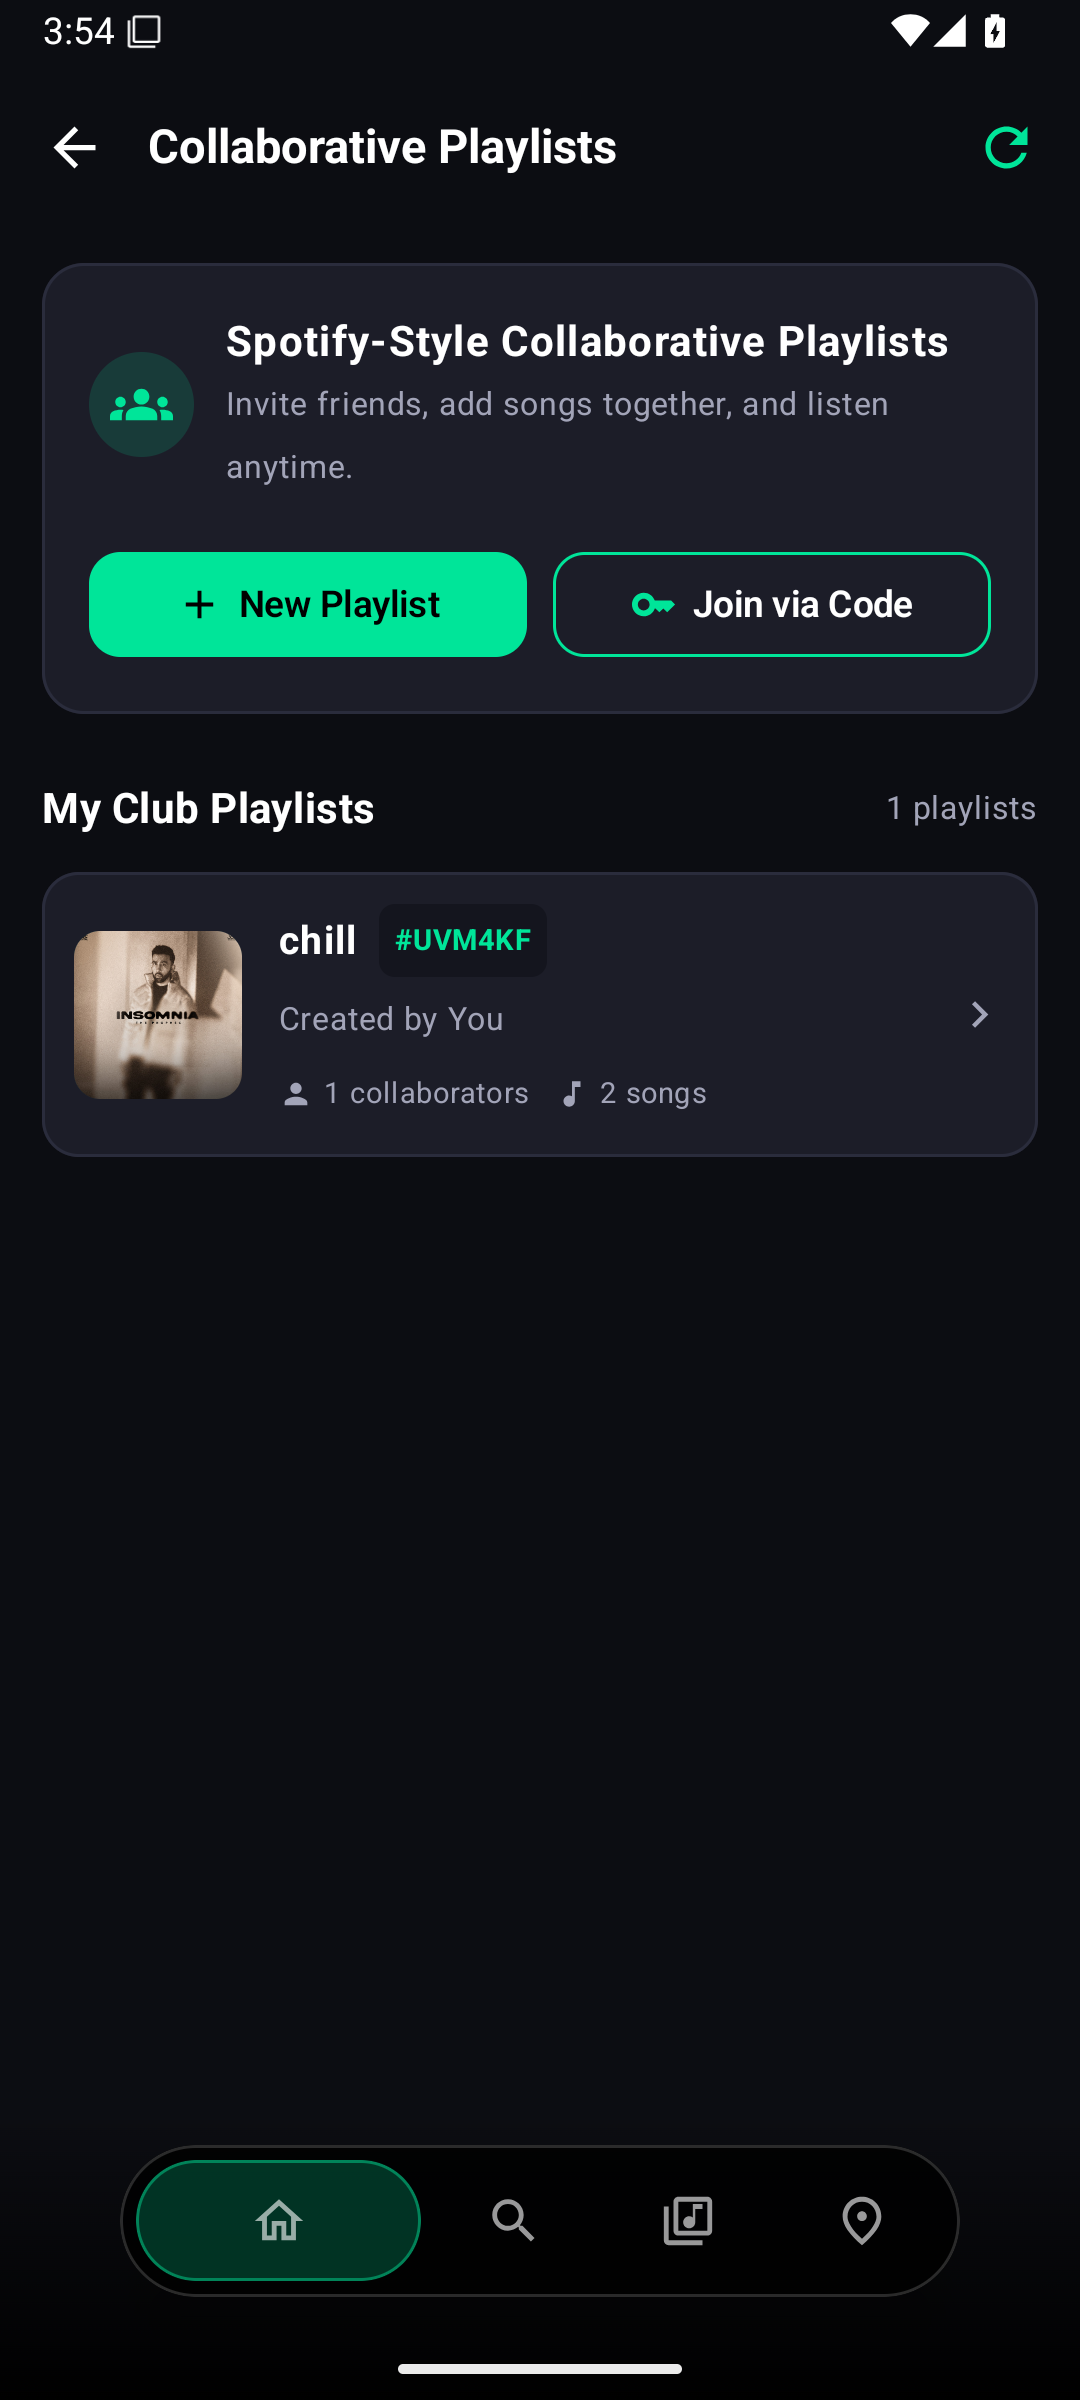 3:54
Collaborative Playlists
Spotify-Style Collaborative Playlists
Invite friends, add songs together, and listen
anytime.
New Playlist
Join via Code
My Club Playlists
1 playlists
chill
#UVM4KF
INSOMNIA
Created by You
1 collaborators
2 songs